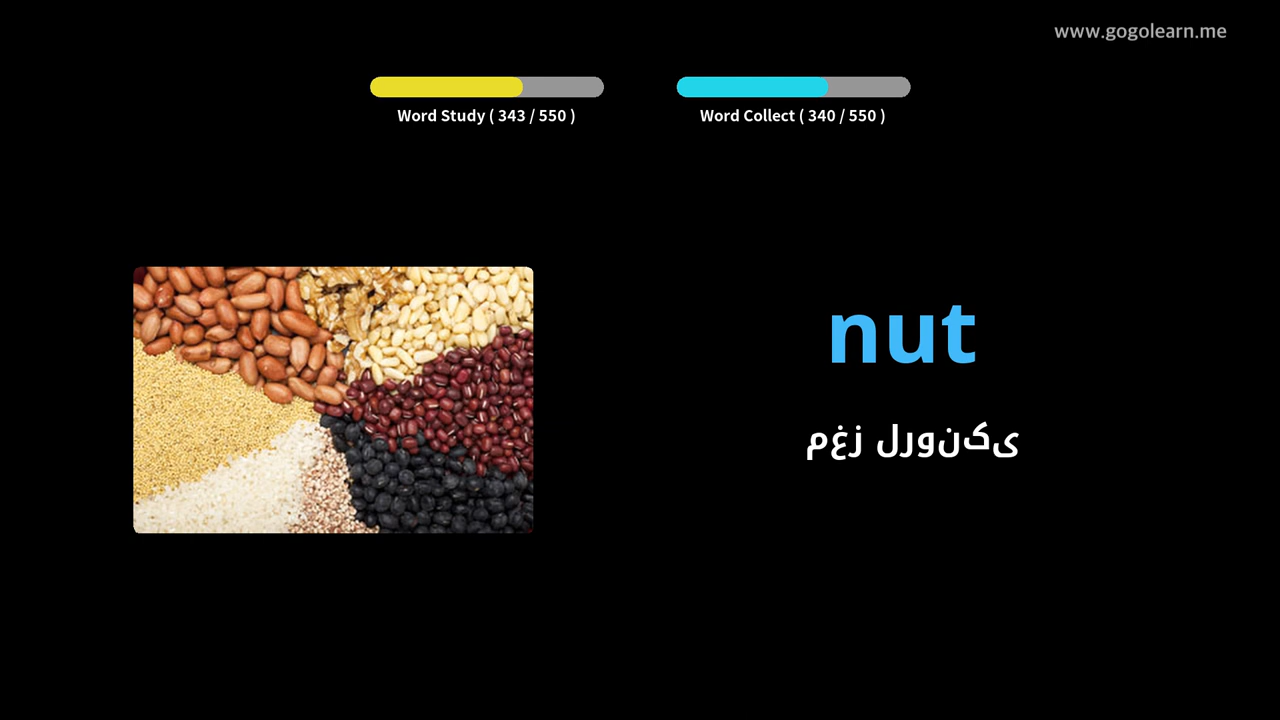 www.gogolearn.me
Word Study ( 343 / 550 )
Word Collect ( 340 / 550 )
nut
مغز لرونکی